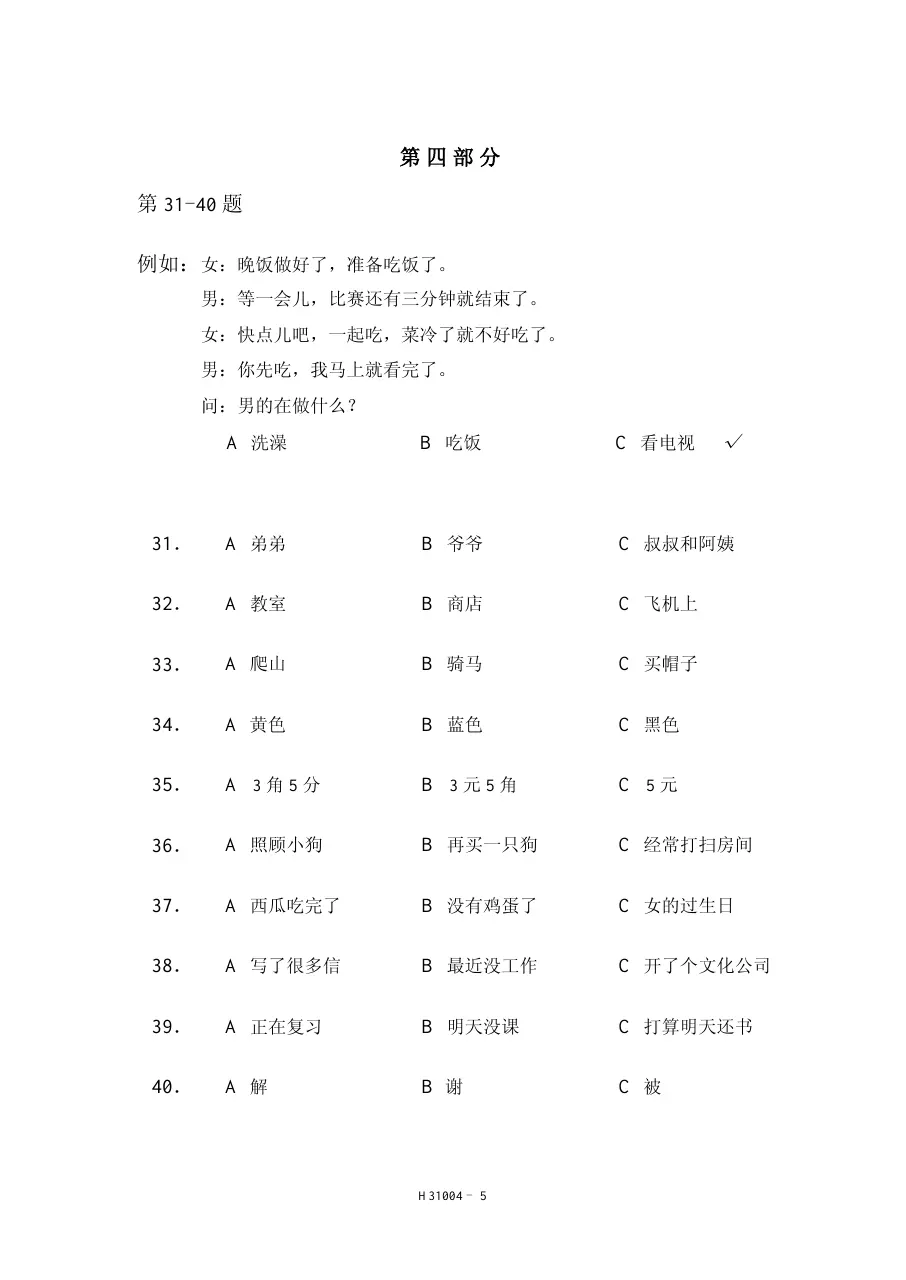 第四部分
第 31-40 题
例如：女：晚饭做好了，准备吃饭了。
男：等一会儿，比赛还有三分钟就结束了。
女：快点儿吧，一起吃，菜冷了就不好吃了。
男：你先吃，我马上就看完了。
问：男的在做什么？
A 洗澡 B 吃饭 C 看电视 √
31. A 弟弟 B 爷爷 C 叔叔和阿姨
32. A 教室 B 商店 C 飞机上
33. A 爬山 B 骑马 C 买帽子
34. A 黄色 B 蓝色 C 黑色
35. A 3 角 5 分 B 3 元 5 角 C 5 元
36. A 照顾小狗 B 再买一只狗 C 经常打扫房间
37. A 西瓜吃完了 B 没有鸡蛋了 C 女的过生日
38. A 写了很多信 B 最近没工作 C 开了个文化公司
39. A 正在复习 B 明天没课 C 打算明天还书
40. A 解 B 谢 C 被
H31004 - 5